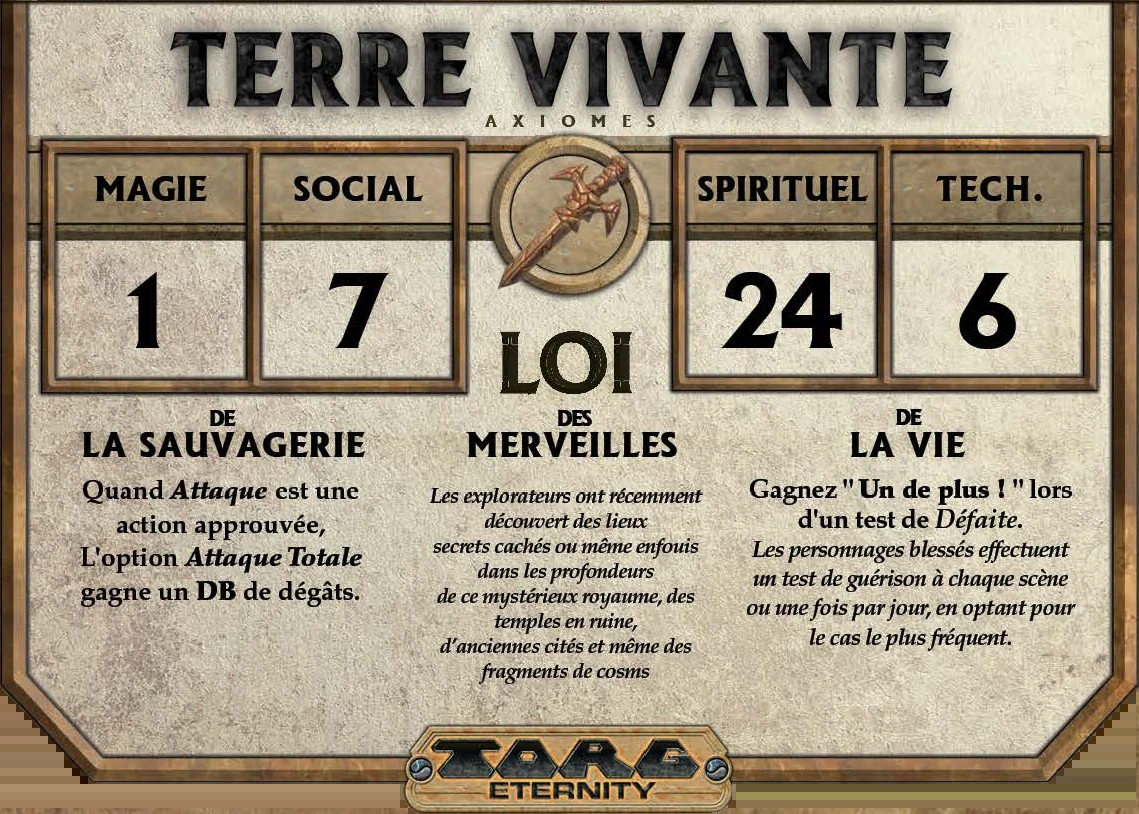 TERRE VIVANTE
AXIOMES
MAGIE
SOCIAL
SPIRITUEL
TECH.
1
7
24
6
LOI
DE
LA SAUVAGERIE
Quand Attaque est une
action approuvée,
L'option Attaque Totale
gagne un DB de dégâts.
DES
MERVEILLES
Les explorateurs ont récemment
découvert des lieux
secrets cachés ou même enfouis
dans les profondeurs
de ce mystérieux royaume, des
temples en ruine,
d'anciennes cités et même des
fragments de cosms
DE
LA VIE
Gagnez "Un de plus ! " lors
d'un test de Défaite.
Les personnages blessés effectuent
un test de guérison à chaque scène
ou une fois par jour, en optant pour
le cas le plus fréquent.
TORG
ETERNITY